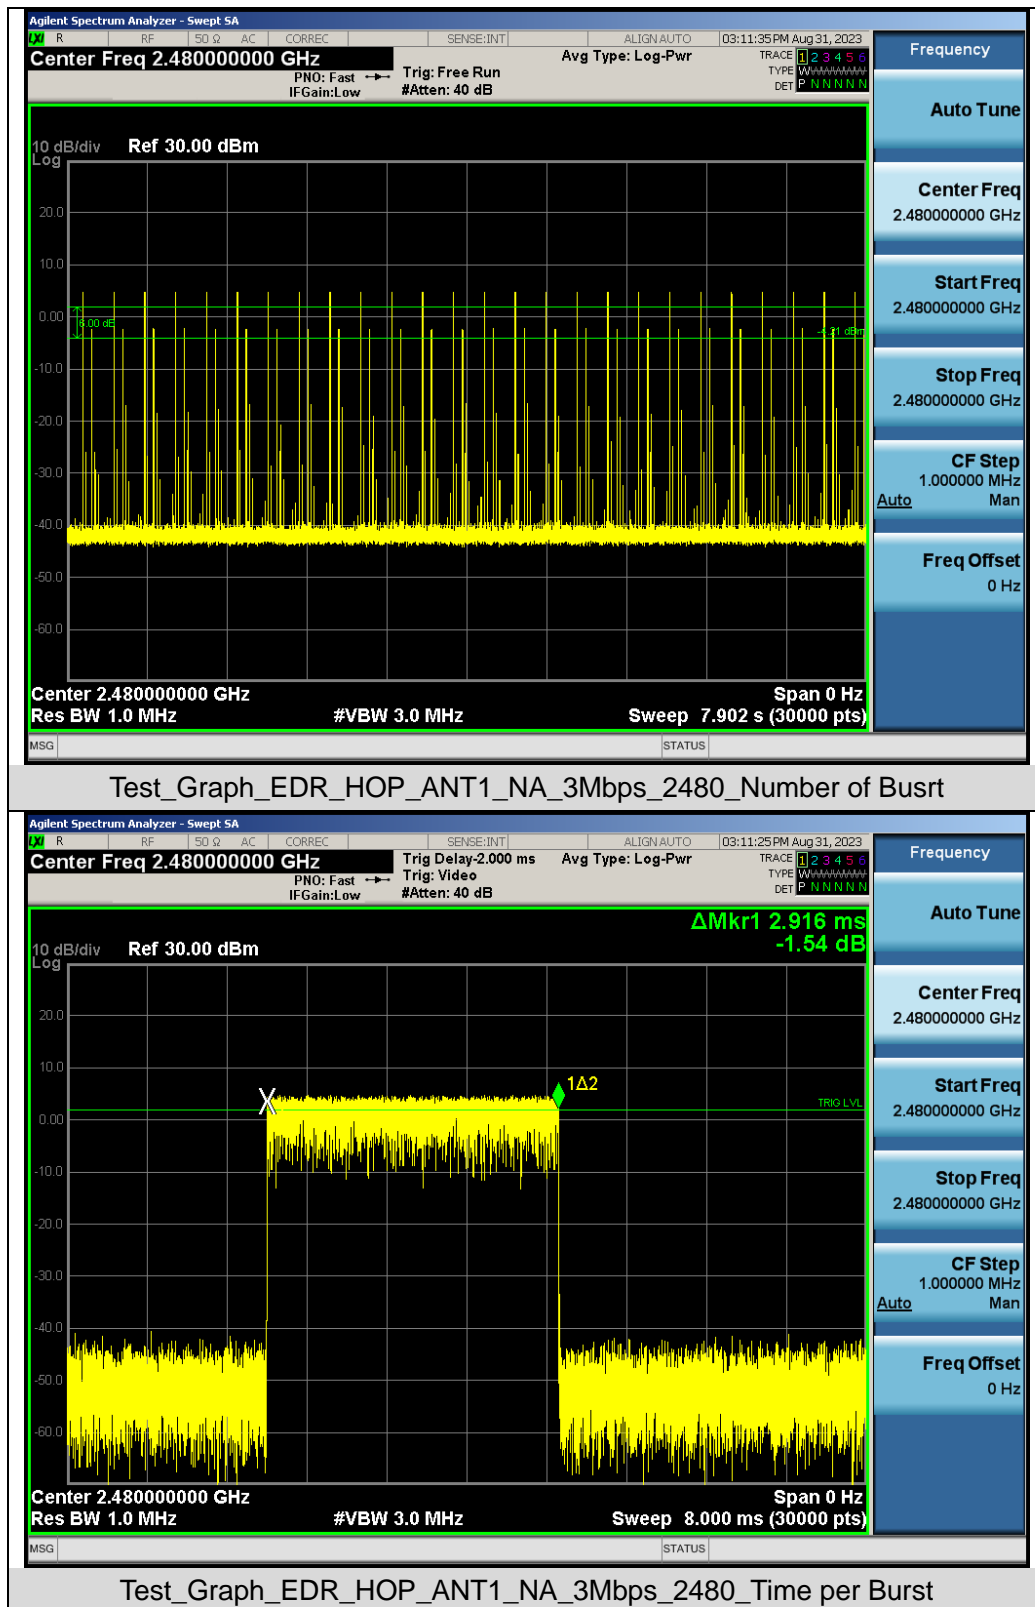 Agilent Spectrum Analyzer - Swept SA
LXI R RF 50 Ω AC CORREC SENSE:INT ALIGN AUTO 03:11:35 PM Aug 31, 2023
Center Freq 2.480000000 GHz
Avg Type: Log-Pwr
TRACE 1 2 3 4 5 6
PNO: Fast Trig: Free Run
TYPE W
IFGain:Low #Atten: 40 dB
DET P N N N N N
10 dB/div Ref 30.00 dBm
Log
20.0
10.0
0.00
6.00 dB
-4.21 dBm
-10.0
-20.0
-30.0
-40.0
-50.0
-60.0
Center 2.480000000 GHz Span 0 Hz
Res BW 1.0 MHz #VBW 3.0 MHz Sweep 7.902 s (30000 pts)
MSG STATUS
Frequency
Auto Tune
Center Freq
2.480000000 GHz
Start Freq
2.480000000 GHz
Stop Freq
2.480000000 GHz
CF Step
1.000000 MHz
Auto Man
Freq Offset
0 Hz
Test_Graph_EDR_HOP_ANT1_NA_3Mbps_2480_Number of Busrt
Agilent Spectrum Analyzer - Swept SA
LXI R RF 50 Ω AC CORREC SENSE:INT ALIGN AUTO 03:11:25 PM Aug 31, 2023
Center Freq 2.480000000 GHz
Trig Delay-2.000 ms Avg Type: Log-Pwr
TRACE 1 2 3 4 5 6
PNO: Fast Trig: Video
TYPE W
IFGain:Low #Atten: 40 dB
DET P N N N N N
ΔMkr1 2.916 ms
-1.54 dB
10 dB/div Ref 30.00 dBm
Log
20.0
10.0
1Δ2
TRIG LVL
0.00
-10.0
-20.0
-30.0
-40.0
-50.0
-60.0
Center 2.480000000 GHz Span 0 Hz
Res BW 1.0 MHz #VBW 3.0 MHz Sweep 8.000 ms (30000 pts)
MSG STATUS
Frequency
Auto Tune
Center Freq
2.480000000 GHz
Start Freq
2.480000000 GHz
Stop Freq
2.480000000 GHz
CF Step
1.000000 MHz
Auto Man
Freq Offset
0 Hz
Test_Graph_EDR_HOP_ANT1_NA_3Mbps_2480_Time per Burst